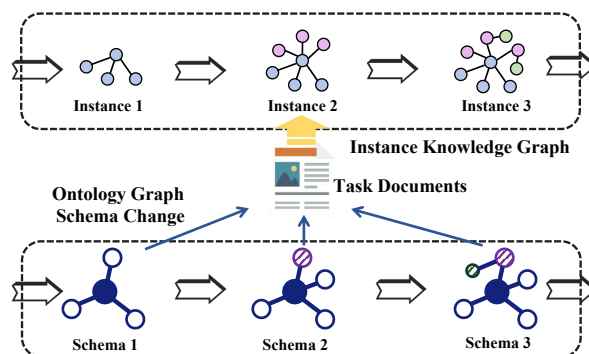 Instance 1
Instance 2
Instance 3
Instance Knowledge Graph
Task Documents
Ontology Graph
Schema Change
Schema 1
Schema 2
Schema 3